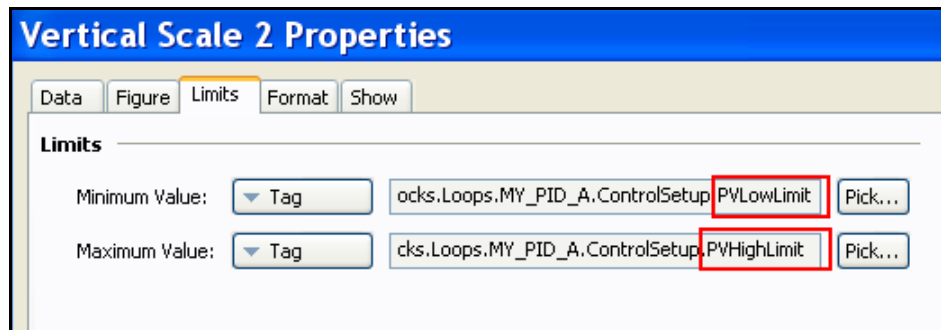 Vertical Scale 2 Properties
Data Figure Limits Format Show
Limits
Minimum Value: Tag ocks.Loops.MY_PID_A.ControlSetup.PVLowLimit Pick...
Maximum Value: Tag cks.Loops.MY_PID_A.ControlSetup.PVHighLimit Pick...